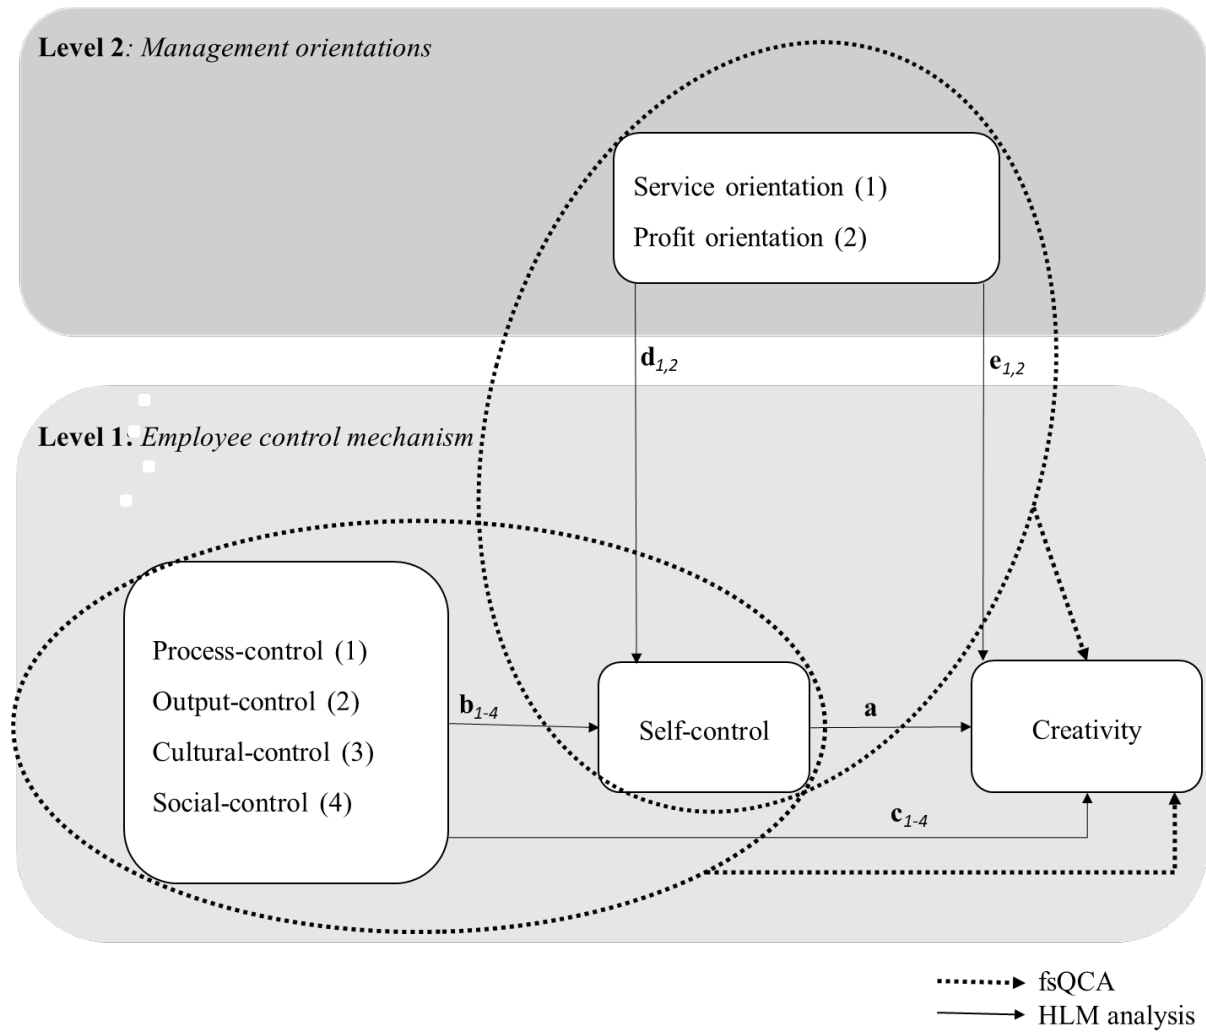 Level 2: Management orientations
Service orientation (1)
Profit orientation (2)
d1,2
e1,2
Level 1: Employee control mechanism
Process-control (1)
Output-control (2)
Cultural-control (3)
Social-control (4)
b1-4
Self-control
a
Creativity
c1-4
fsQCA
HLM analysis